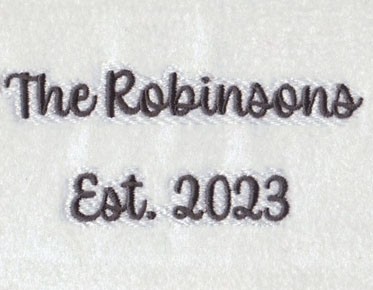 The Robinsons
Est. 2023